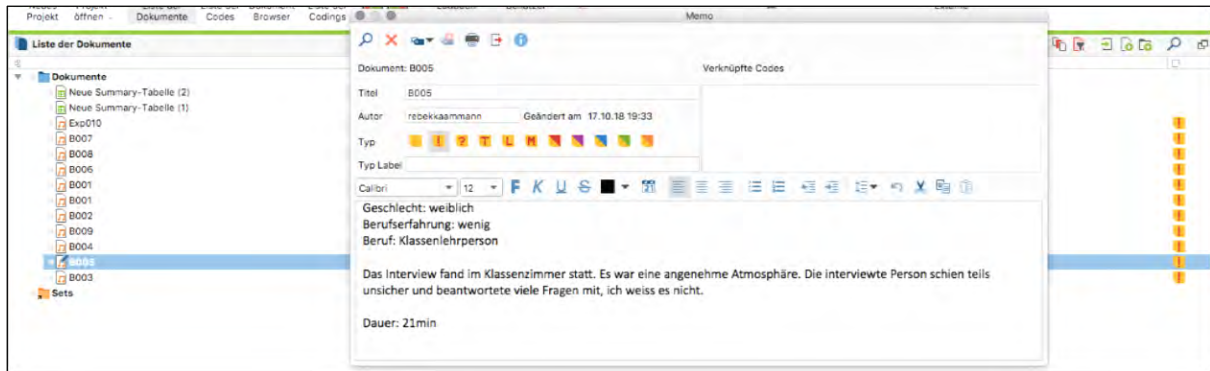 Projekt öffnen Dokumente Codes Browser Codings
Memo
Liste der Dokumente
Dokumente
Neue Summary-Tabelle (2)
Neue Summary-Tabelle (1)
Exp010
B007
B008
B006
B001
B001
B002
B009
B004
B005
B003
Sets
Dokument: B005
Verknüpfte Codes
Titel B005
Autor rebekkaammann Geändert am 17.10.18 19:33
Typ ! ? T L M
Typ Label
Calibri 12 F K U S 21
Geschlecht: weiblich
Berufserfahrung: wenig
Beruf: Klassenlehrperson
Das Interview fand im Klassenzimmer statt. Es war eine angenehme Atmosphäre. Die interviewte Person schien teils
unsicher und beantwortete viele Fragen mit, ich weiss es nicht.
Dauer: 21min